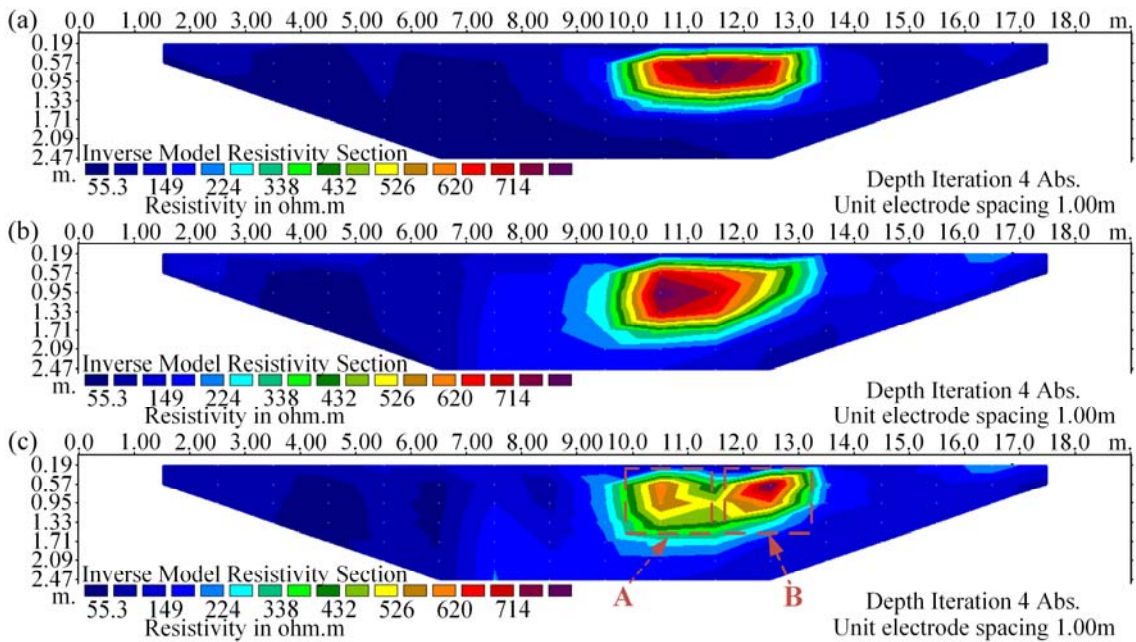 (a) 0.0 1.00 2.00 3.00 4.00 5.00 6.00 7.00 8.00 9.00 10.0 11.0 12.0 13.0 14.0 15.0 16.0 17.0 18.0 m.
0.19
0.57
0.95
1.33
1.71
2.09
2.47 Inverse Model Resistivity Section
m.
55.3 149 224 338 432 526 620 714
Resistivity in ohm.m
Depth Iteration 4 Abs.
Unit electrode spacing 1.00m
(b) 0.0 1.00 2.00 3.00 4.00 5.00 6.00 7.00 8.00 9.00 10.0 11.0 12.0 13.0 14.0 15.0 16.0 17.0 18.0 m.
0.19
0.57
0.95
1.33
1.71
2.09
2.47 Inverse Model Resistivity Section
m.
55.3 149 224 338 432 526 620 714
Resistivity in ohm.m
Depth Iteration 4 Abs.
Unit electrode spacing 1.00m
(c) 0.0 1.00 2.00 3.00 4.00 5.00 6.00 7.00 8.00 9.00 10.0 11.0 12.0 13.0 14.0 15.0 16.0 17.0 18.0 m.
0.19
0.57
0.95
1.33
1.71
2.09
2.47 Inverse Model Resistivity Section
m.
55.3 149 224 338 432 526 620 714
Resistivity in ohm.m
A B
Depth Iteration 4 Abs.
Unit electrode spacing 1.00m